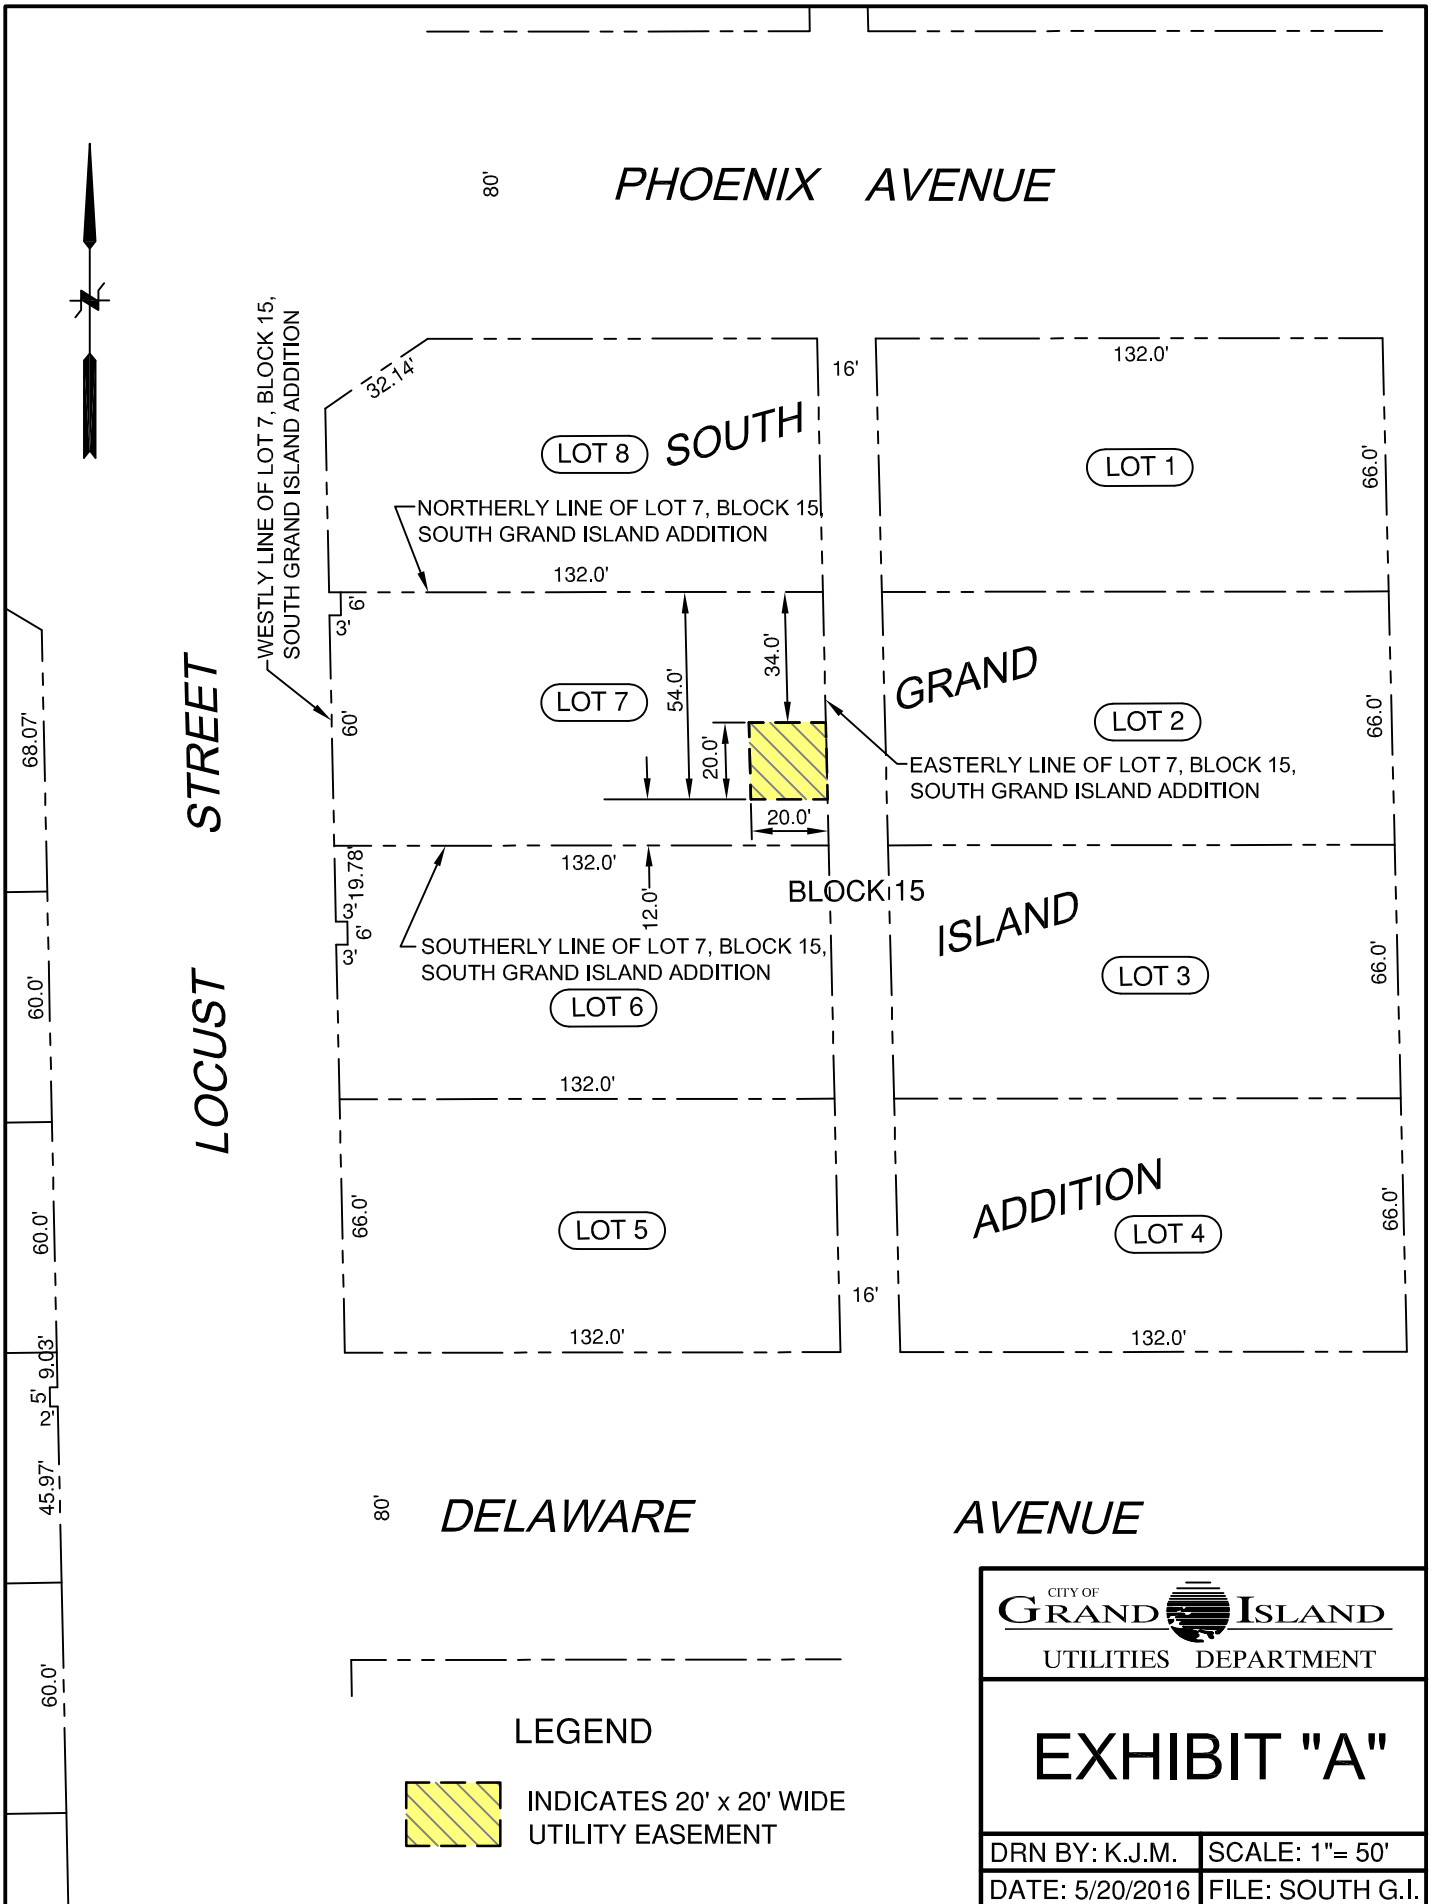 PHOENIX AVENUE
80'
WESTLY LINE OF LOT 7, BLOCK 15,
SOUTH GRAND ISLAND ADDITION
32.14'
16'
132.0'
SOUTH
LOT 8
LOT 1
66.0'
NORTHERLY LINE OF LOT 7, BLOCK 15,
SOUTH GRAND ISLAND ADDITION
132.0'
6'
3'
60'
54.0'
34.0'
20.0'
20.0'
LOT 7
GRAND
LOT 2
66.0'
EASTERLY LINE OF LOT 7, BLOCK 15,
SOUTH GRAND ISLAND ADDITION
LOCUST STREET
68.07'
132.0'
19.78'
3'
6'
3'
12.0'
BLOCK 15
SOUTHERLY LINE OF LOT 7, BLOCK 15,
SOUTH GRAND ISLAND ADDITION
ISLAND
LOT 3
66.0'
LOT 6
60.0'
132.0'
ADDITION
LOT 5
66.0'
LOT 4
66.0'
60.0'
16'
132.0'
132.0'
9.03'
5'
2'
45.97'
80'
DELAWARE AVENUE
60.0'
LEGEND
INDICATES 20' x 20' WIDE
UTILITY EASEMENT
CITY OF
GRAND ISLAND
UTILITIES DEPARTMENT
EXHIBIT "A"
DRN BY: K.J.M.
SCALE: 1"= 50'
DATE: 5/20/2016
FILE: SOUTH G.I.